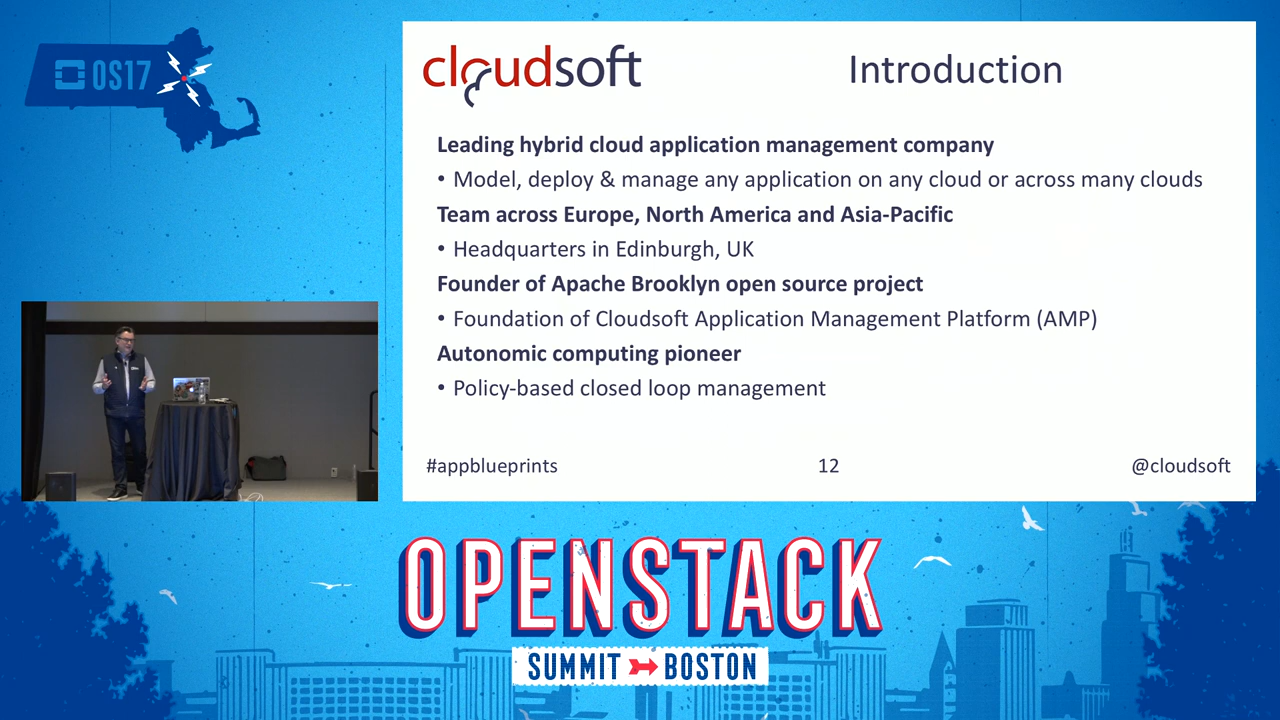 OS17
cloudsoft
Introduction
Leading hybrid cloud application management company
• Model, deploy & manage any application on any cloud or across many clouds
Team across Europe, North America and Asia-Pacific
• Headquarters in Edinburgh, UK
Founder of Apache Brooklyn open source project
• Foundation of Cloudsoft Application Management Platform (AMP)
Autonomic computing pioneer
• Policy-based closed loop management
#appblueprints
12
@cloudsoft
OPENSTACK
SUMMIT BOSTON